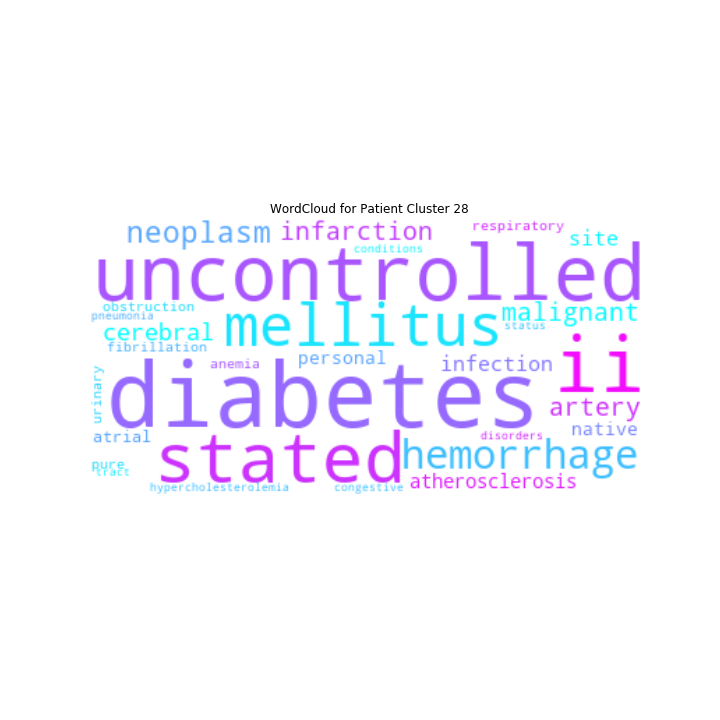 WordCloud for Patient Cluster 28
neoplasm infarction respiratory site
conditions
uncontrolled
obstruction
pneumonia
mellitus malignant
status
cerebral
fibrillation
anemia personal infection ii
urinary
diabetes
artery
native
atrial
stated hemorrhage
disorders
pure
tract
atherosclerosis
hypercholesterolemia congestive